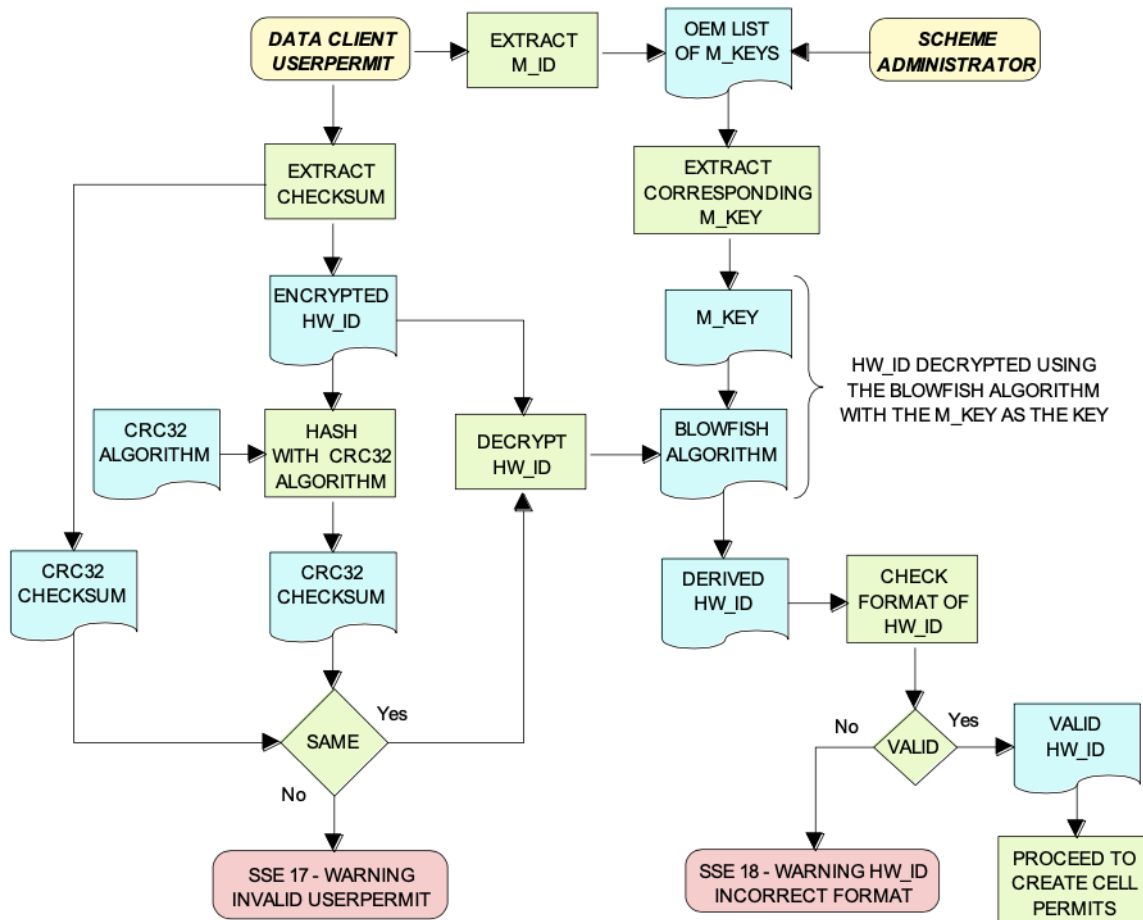 DATA CLIENT
USERPERMIT
EXTRACT
M_ID
OEM LIST
OF M_KEYS
SCHEME
ADMINISTRATOR
EXTRACT
CHECKSUM
EXTRACT
CORRESPONDING
M_KEY
ENCRYPTED
HW_ID
M_KEY
HW_ID DECRYPTED USING
THE BLOWFISH ALGORITHM
WITH THE M_KEY AS THE KEY
CRC32
ALGORITHM
HASH
WITH CRC32
ALGORITHM
DECRYPT
HW_ID
BLOWFISH
ALGORITHM
CRC32
CHECKSUM
CRC32
CHECKSUM
DERIVED
HW_ID
CHECK
FORMAT OF
HW_ID
SAME
Yes
No
VALID
No
Yes
VALID
HW_ID
SSE 17 - WARNING
INVALID USERPERMIT
SSE 18 - WARNING HW_ID
INCORRECT FORMAT
PROCEED TO
CREATE CELL
PERMITS